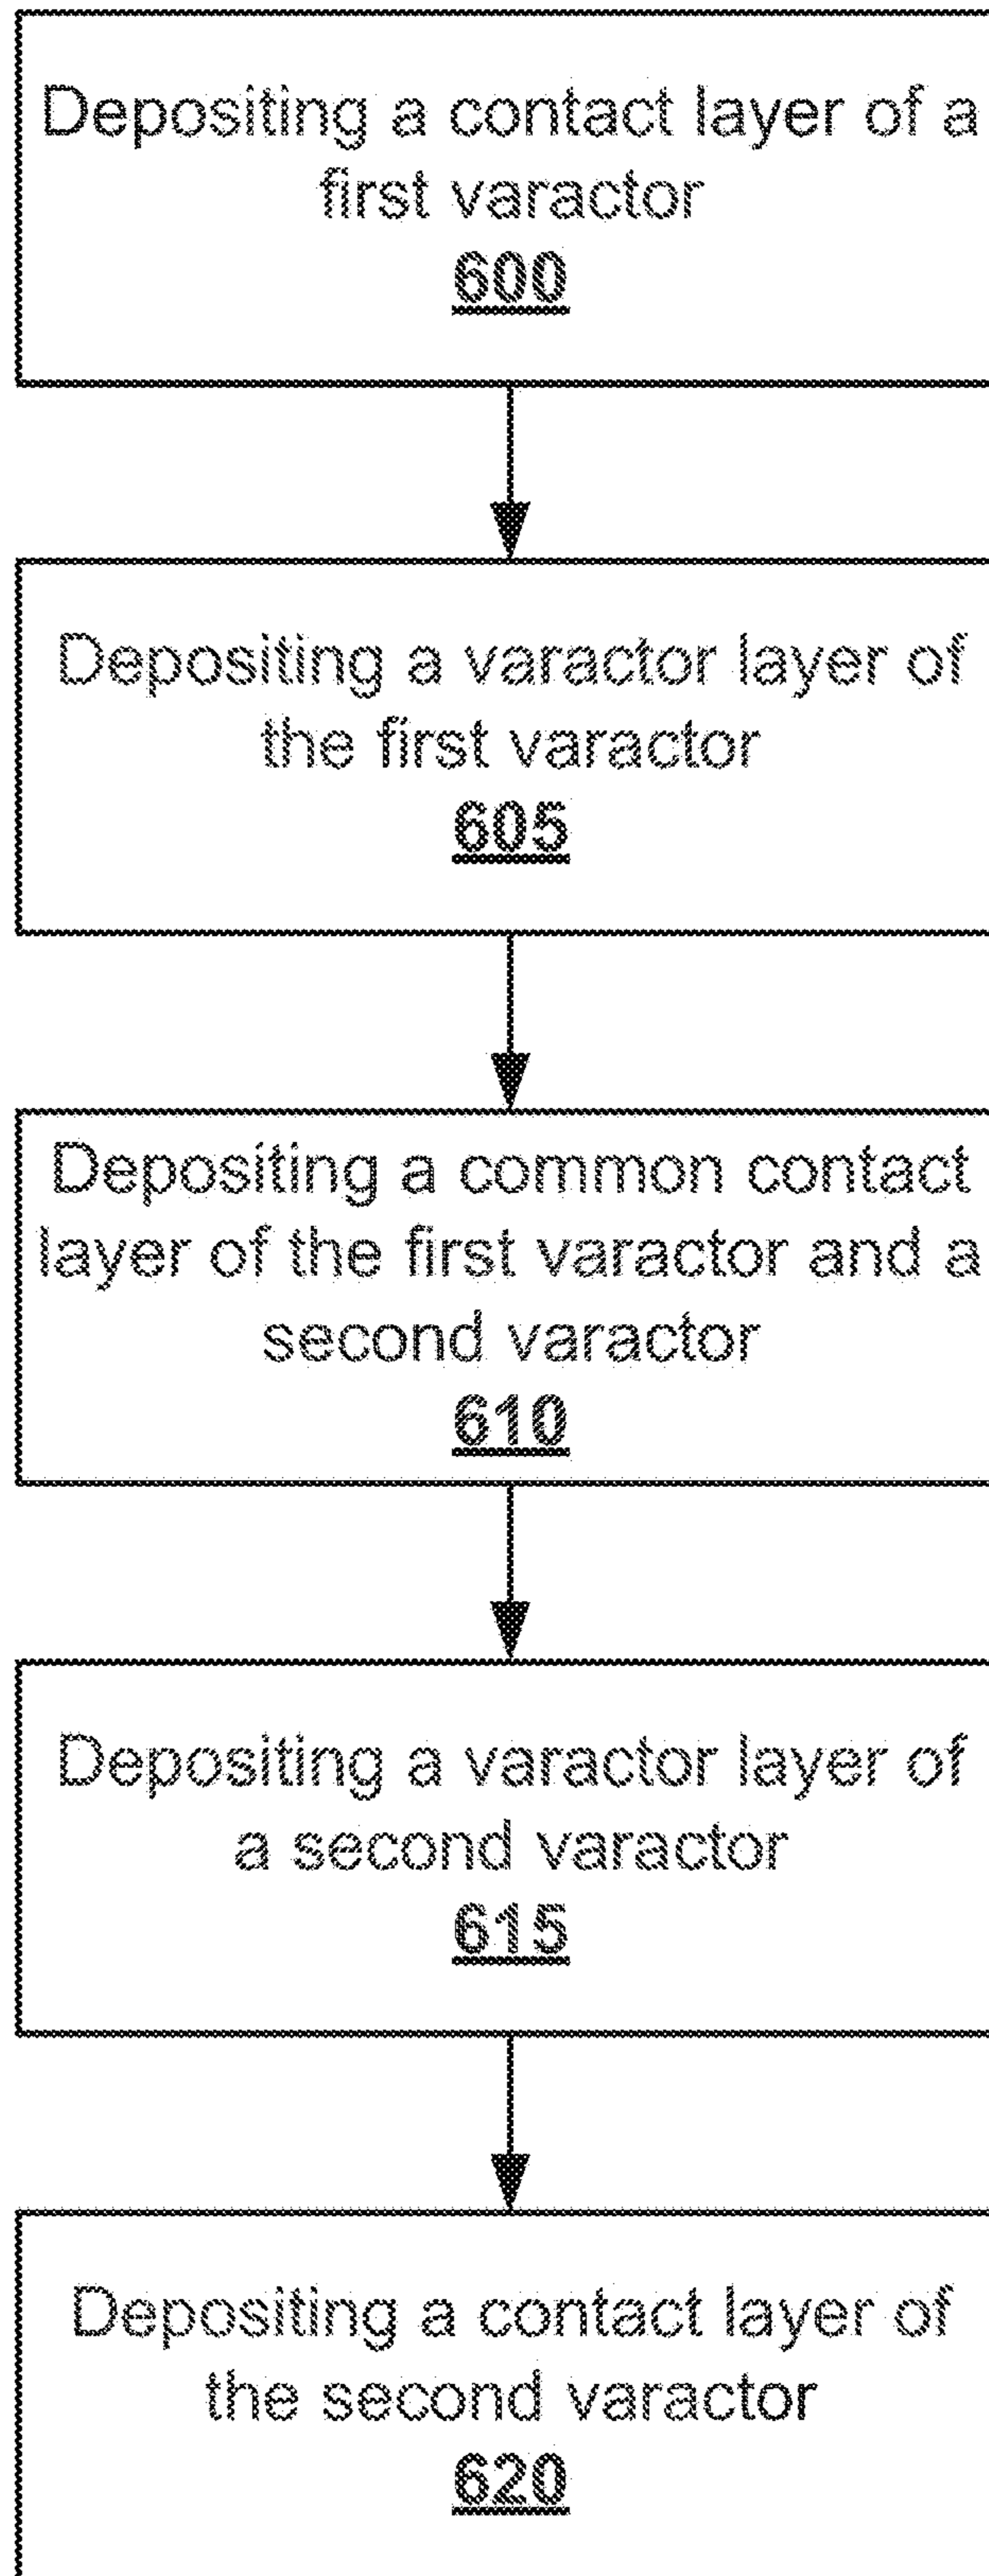 Depositing a contact layer of a
first varactor
600
Depositing a varactor layer of
the first varactor
605
Depositing a common contact
layer of the first varactor and a
second varactor
610
Depositing a varactor layer of
a second varactor
615
Depositing a contact layer of
the second varactor
620